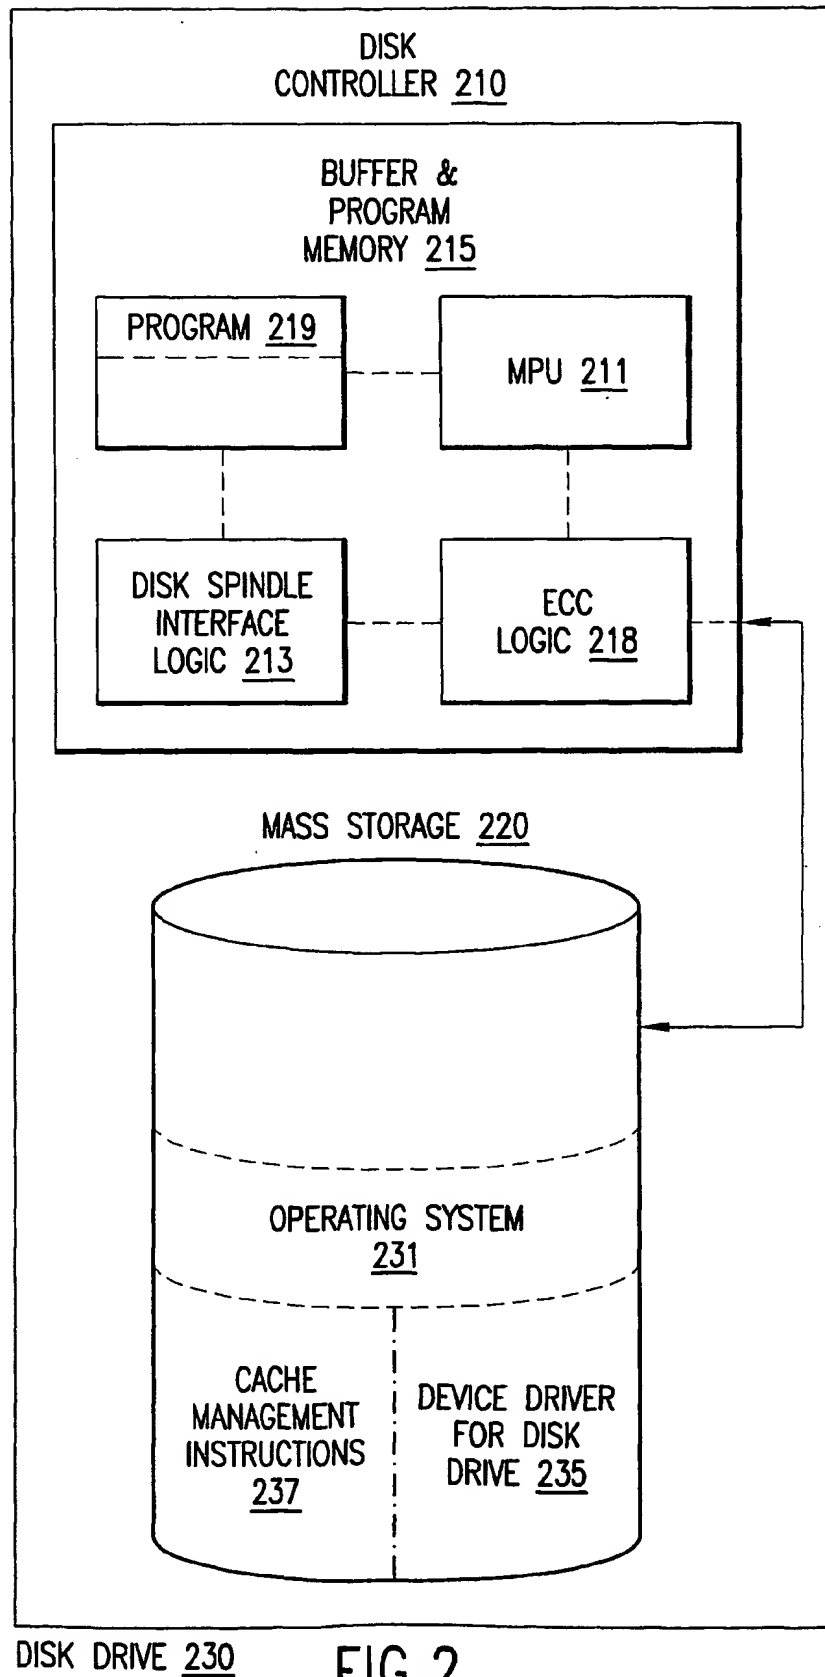 DISK
CONTROLLER 210
BUFFER &
PROGRAM
MEMORY 215
PROGRAM 219
MPU 211
DISK SPINDLE
INTERFACE
LOGIC 213
ECC
LOGIC 218
MASS STORAGE 220
OPERATING SYSTEM
231
CACHE
MANAGEMENT
INSTRUCTIONS
237
DEVICE DRIVER
FOR DISK
DRIVE 235
DISK DRIVE 230
FIG.2